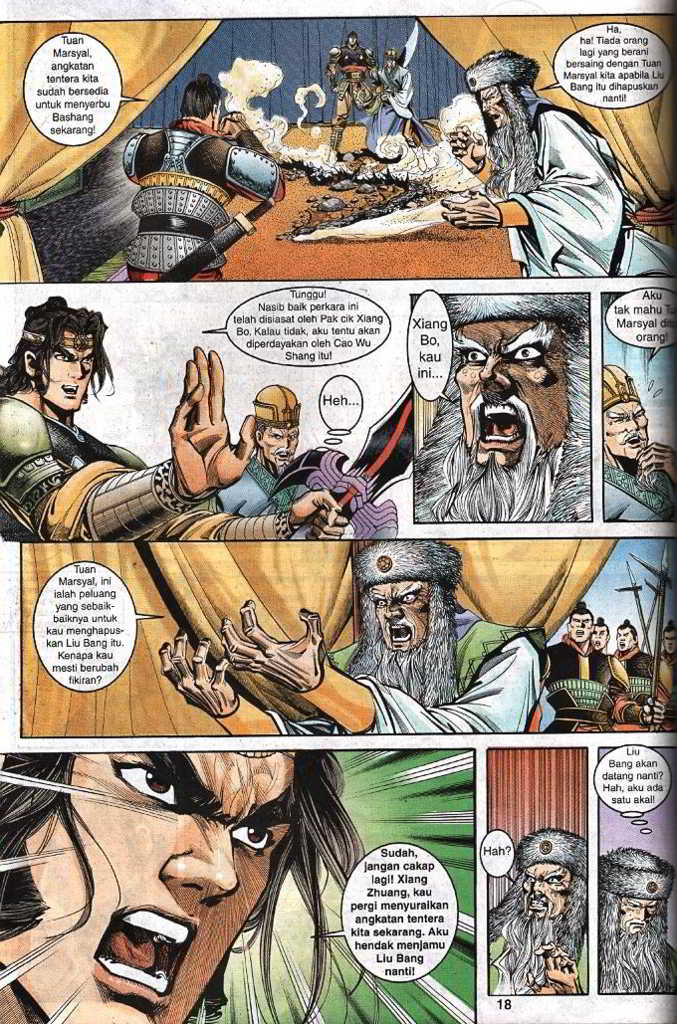 Tuan
Marsyal,
angkatan
tentera kita
sudah bersedia
untuk menyerbu
Bashang
sekarang!
Ha,
ha! Tiada orang
lagi yang berani
bersaing dengan Tuan
Marsyal kita apabila Liu
Bang itu dihapuskan
nanti!
Tunggu!
Nasib baik perkara ini
telah disiasat oleh Pak cik Xiang
Bo. Kalau tidak, aku tentu akan
diperdayakan oleh Cao Wu
Shang itu!
Heh...
Xiang
Bo, kau
ini...
Aku
tak mahu
Marsyal
orang!
Tuan
Marsyal, ini
ialah peluang
yang sebaik-
baiknya untuk
kau menghapus-
kan Liu Bang itu.
Kenapa kau
mesti berubah
fikiran?
Sudah,
jangan cakap
lagi! Xiang
Zhuang, kau
pergi menyuraikan
angkatan tentera
kita sekarang. Aku
hendak menjamu
Liu Bang
nanti!
Hah?
Liu
Bang akan
datang nanti?
Hah, aku ada
satu akal!
18